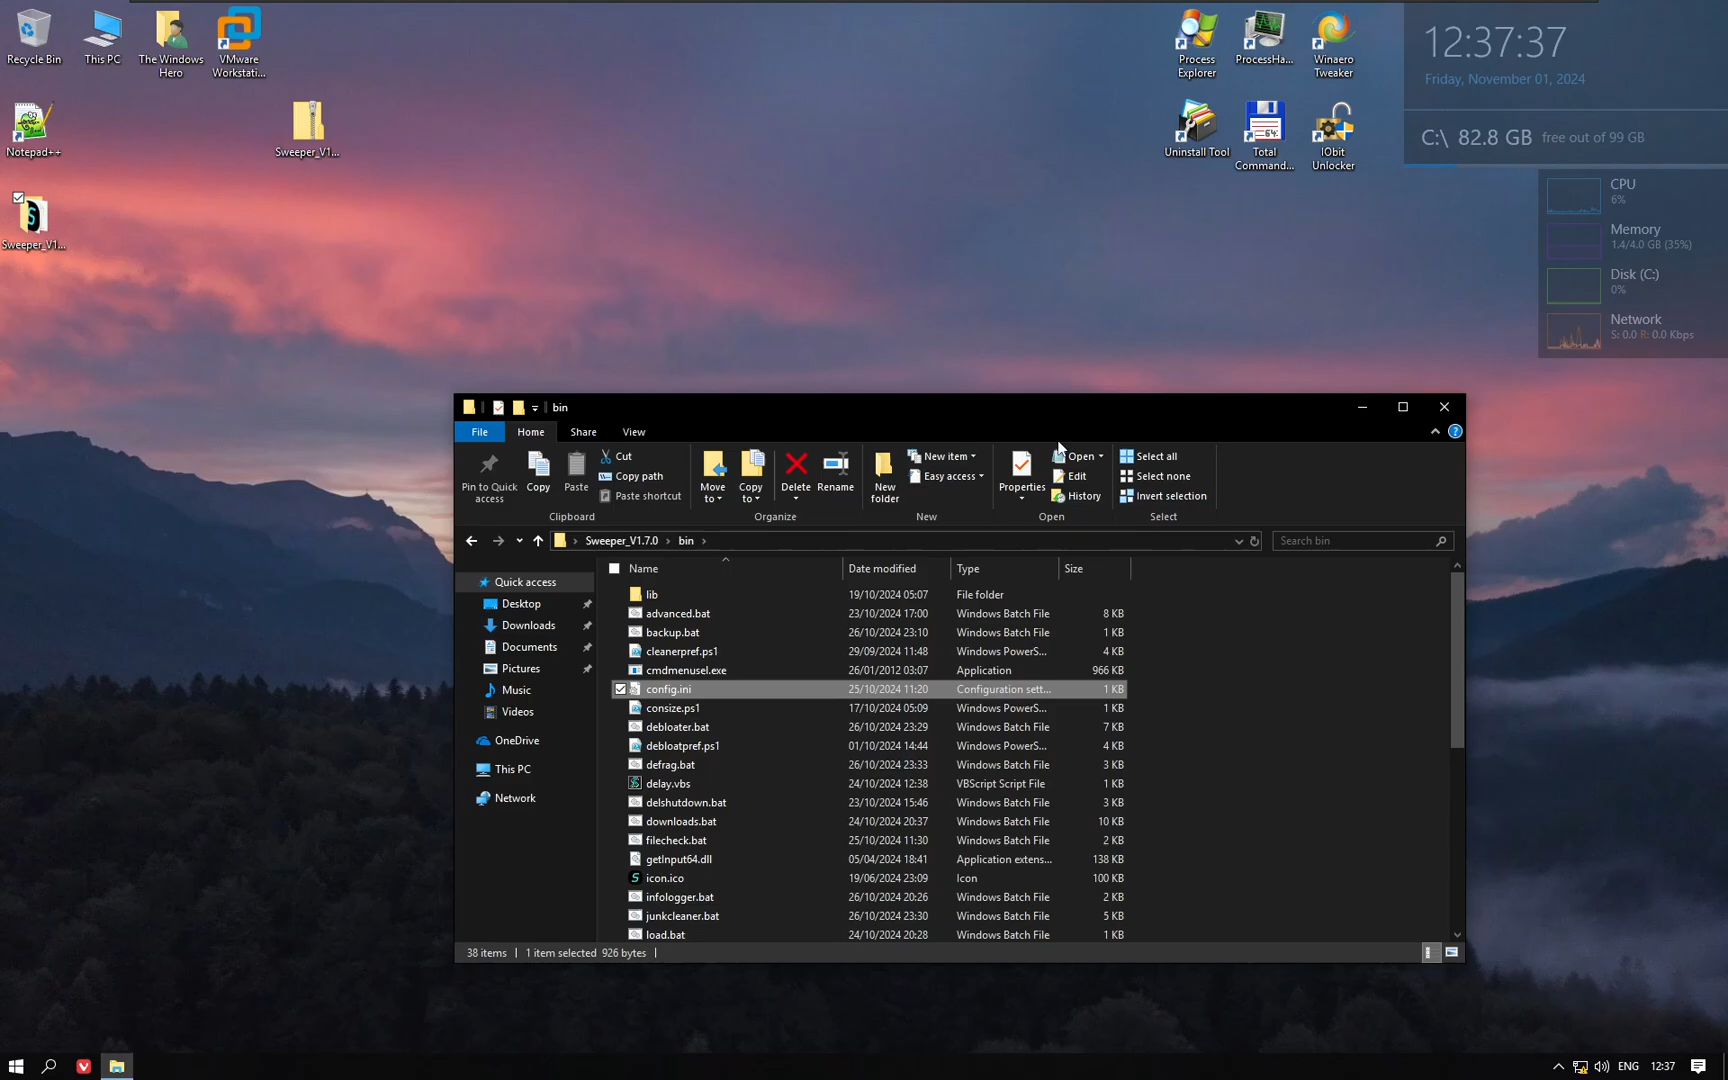 Recycle Bin
This PC
The Windows
Hero
VMware
Workstati...
Process
Explorer
ProcessHa...
Winaero
Tweaker
12:37:37
Friday, November 01, 2024
Notepad++
Sweeper_V1...
Uninstall Tool
Total
Command...
IObit
Unlocker
C:\ 82.8 GB free out of 99 GB
Sweeper_V1...
CPU
6%
Memory
1.4/4.0 GB (35%)
Disk (C:)
0%
Network
S: 0.0 R: 0.0 Kbps
bin
File Home Share View
Pin to Quick
access
Copy
Paste
Cut
Copy path
Paste shortcut
Move
to
Copy
to
Delete
Rename
New
folder
New item
Easy access
Properties
Open
Edit
History
Select all
Select none
Invert selection
Clipboard Organize New Open Select
Sweeper_V1.7.0 › bin ›
Search bin
Quick access
Desktop
Downloads
Documents
Pictures
Music
Videos
OneDrive
This PC
Network
Name Date modified Type Size
lib 19/10/2024 05:07 File folder
advanced.bat 23/10/2024 17:00 Windows Batch File 8 KB
backup.bat 26/10/2024 23:10 Windows Batch File 1 KB
cleanerpref.ps1 29/09/2024 11:48 Windows PowerS... 4 KB
cmdmenusel.exe 26/01/2012 03:07 Application 966 KB
config.ini 25/10/2024 11:20 Configuration sett... 1 KB
consize.ps1 17/10/2024 05:09 Windows PowerS... 1 KB
debloater.bat 26/10/2024 23:29 Windows Batch File 7 KB
debloatpref.ps1 01/10/2024 14:44 Windows PowerS... 4 KB
defrag.bat 26/10/2024 23:33 Windows Batch File 3 KB
delay.vbs 24/10/2024 12:38 VBScript Script File 1 KB
delshutdown.bat 23/10/2024 15:46 Windows Batch File 3 KB
downloads.bat 24/10/2024 20:37 Windows Batch File 10 KB
filecheck.bat 25/10/2024 11:30 Windows Batch File 2 KB
getInput64.dll 05/04/2024 18:41 Application extens... 138 KB
icon.ico 19/06/2024 23:09 Icon 100 KB
infologger.bat 26/10/2024 20:26 Windows Batch File 2 KB
junkcleaner.bat 26/10/2024 23:30 Windows Batch File 5 KB
load.bat 24/10/2024 20:28 Windows Batch File 1 KB
38 items 1 item selected 926 bytes
ENG 12:37